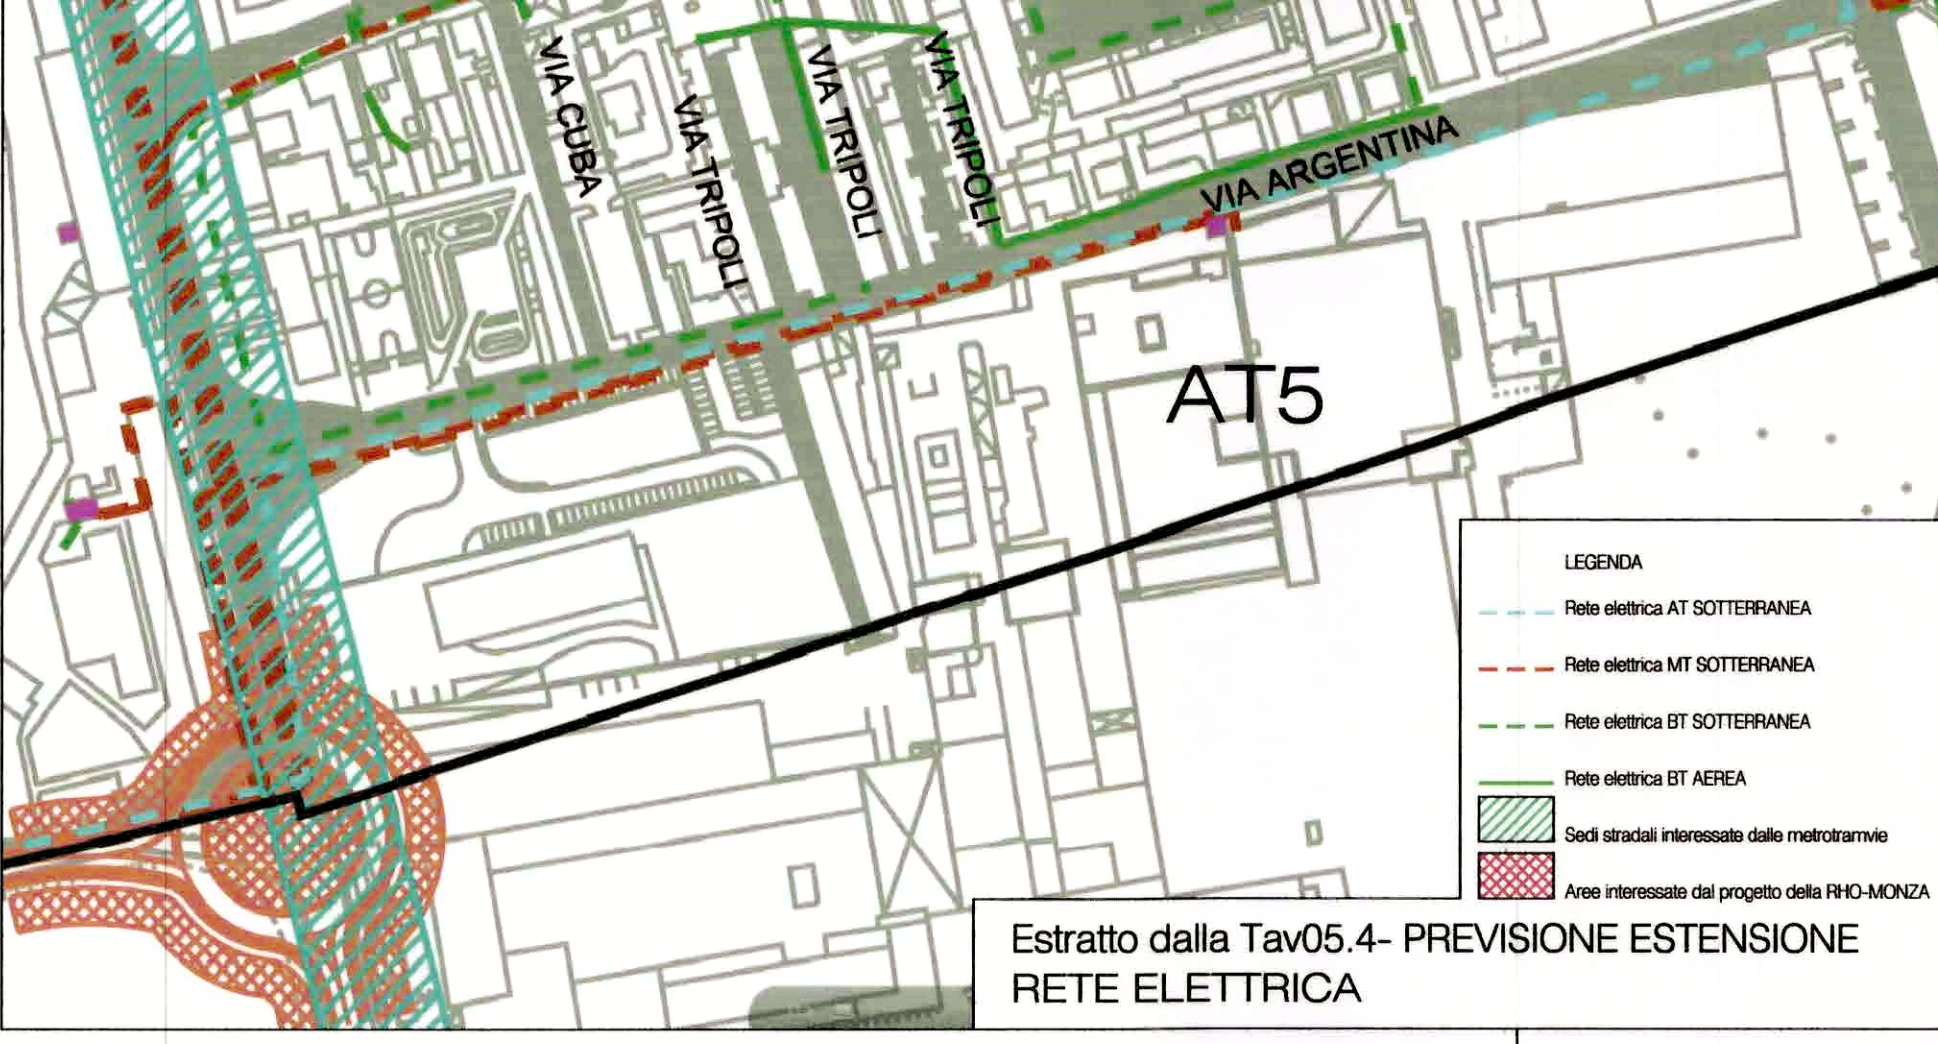 VIA CUBA
VIA TRIPOLI
VIA TRIPOLI
VIA TRIPOLI
VIA ARGENTINA
AT5
LEGENDA
Rete elettrica AT SOTTERRANEA
Rete elettrica MT SOTTERRANEA
Rete elettrica BT SOTTERRANEA
Rete elettrica BT AEREA
Sedi stradali interessate dalle metrotramvie
Aree interessate dal progetto della RHO-MONZA
Estratto dalla Tav05.4- PREVISIONE ESTENSIONE
RETE ELETTRICA